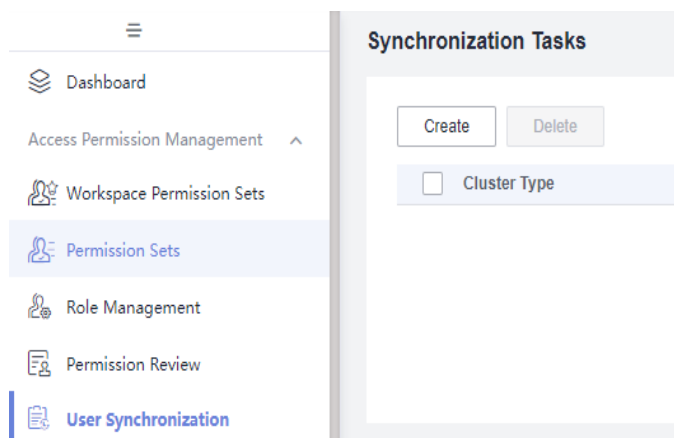 Dashboard
Access Permission Management
Workspace Permission Sets
Permission Sets
Role Management
Permission Review
User Synchronization
Synchronization Tasks
Create Delete
Cluster Type